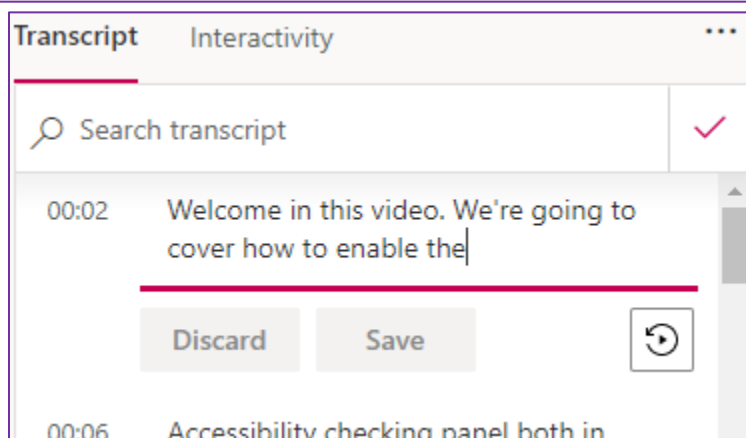 Transcript Interactivity
Search transcript
00:02 Welcome in this video. We're going to
cover how to enable the
Discard Save
00:06 Accessibility checking panel both in